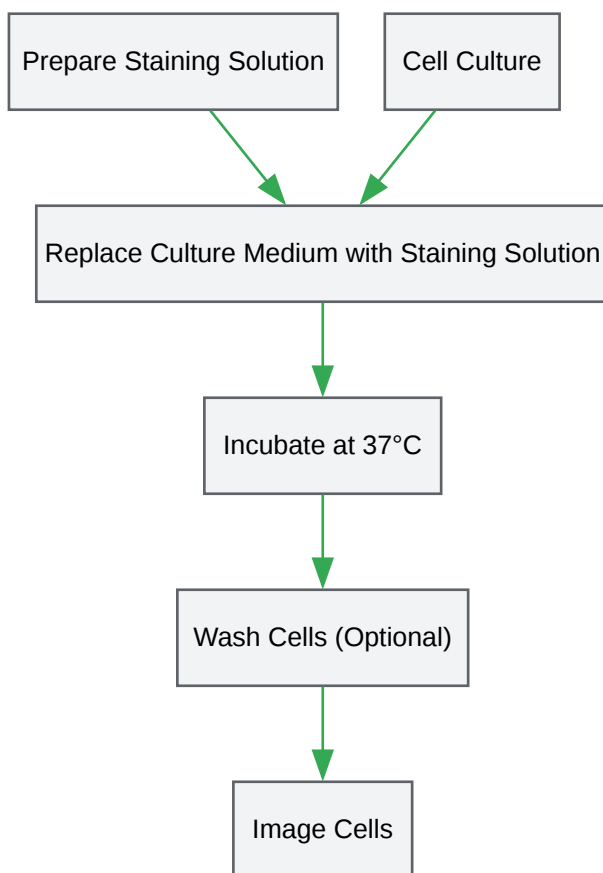 Prepare Staining Solution
Cell Culture
Replace Culture Medium with Staining Solution
Incubate at 37°C
Wash Cells (Optional)
Image Cells